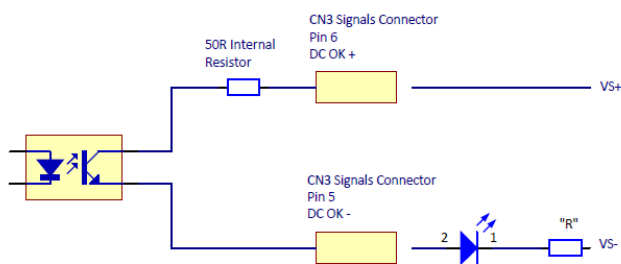 50R Internal
Resistor
CN3 Signals Connector
Pin 6
DC OK +
VS+
CN3 Signals Connector
Pin 5
DC OK -
2
1
"R"
VS-